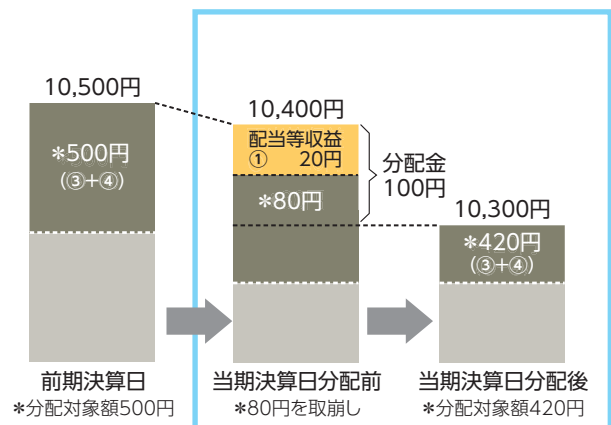 10,500円
*500円
(③+④)
10,400円
配当等収益
① 20円
*80円
分配金
100円
10,300円
*420円
(③+④)
前期決算日
*分配対象額500円
当期決算日分配前
*80円を取崩し
当期決算日分配後
*分配対象額420円